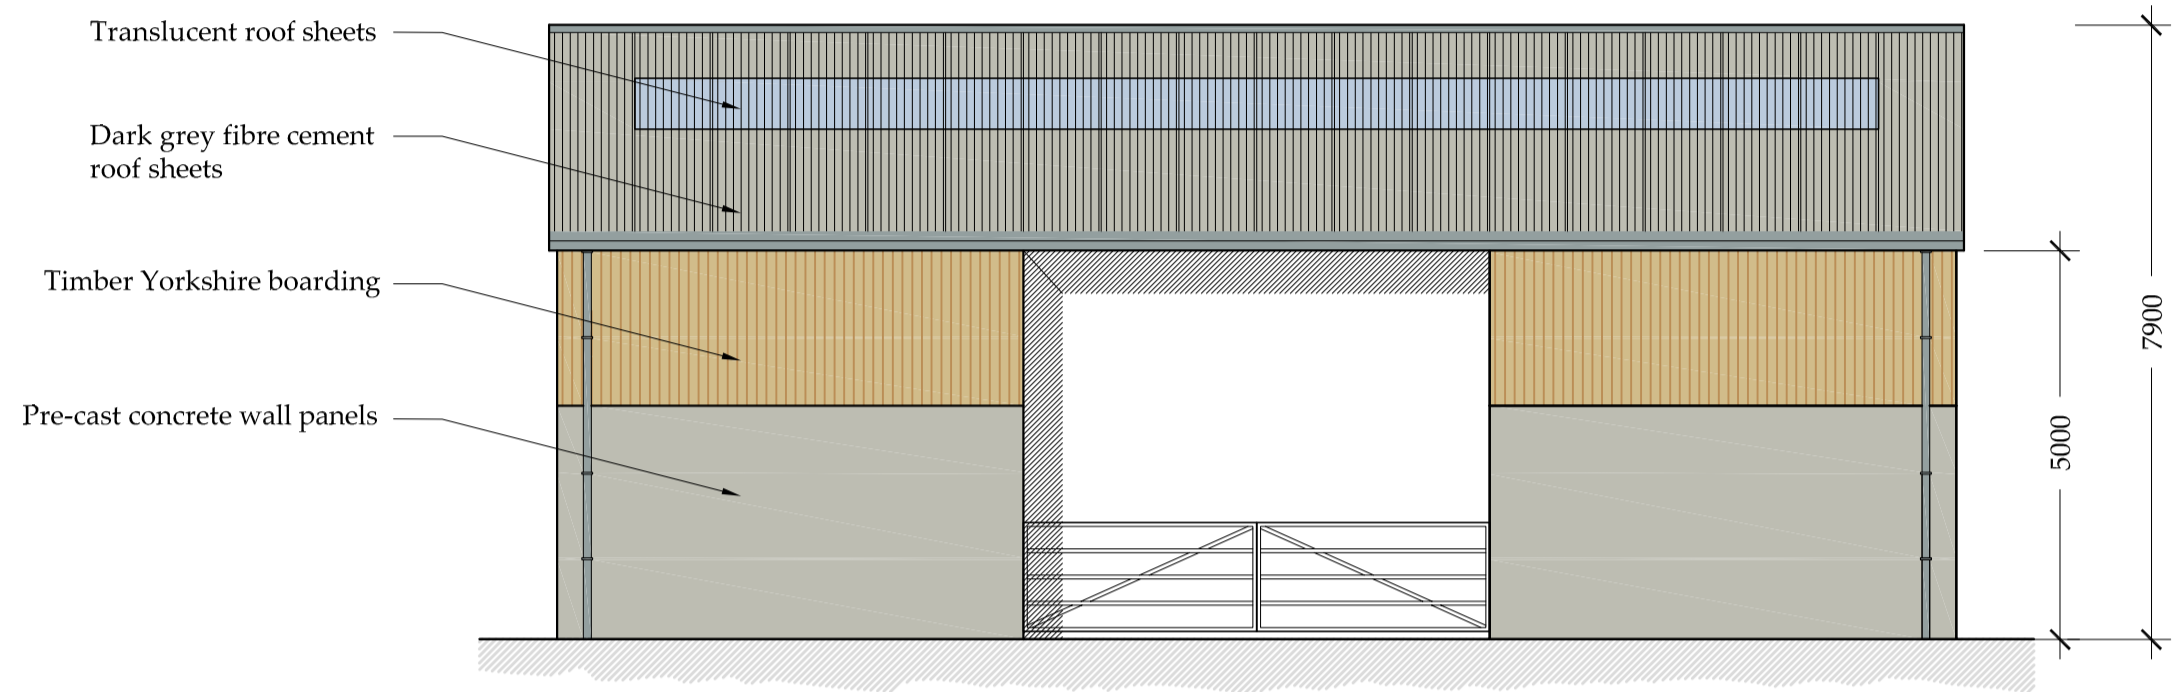 Translucent roof sheets
Dark grey fibre cement
roof sheets
Timber Yorkshire boarding
Pre-cast concrete wall panels
7900
5000